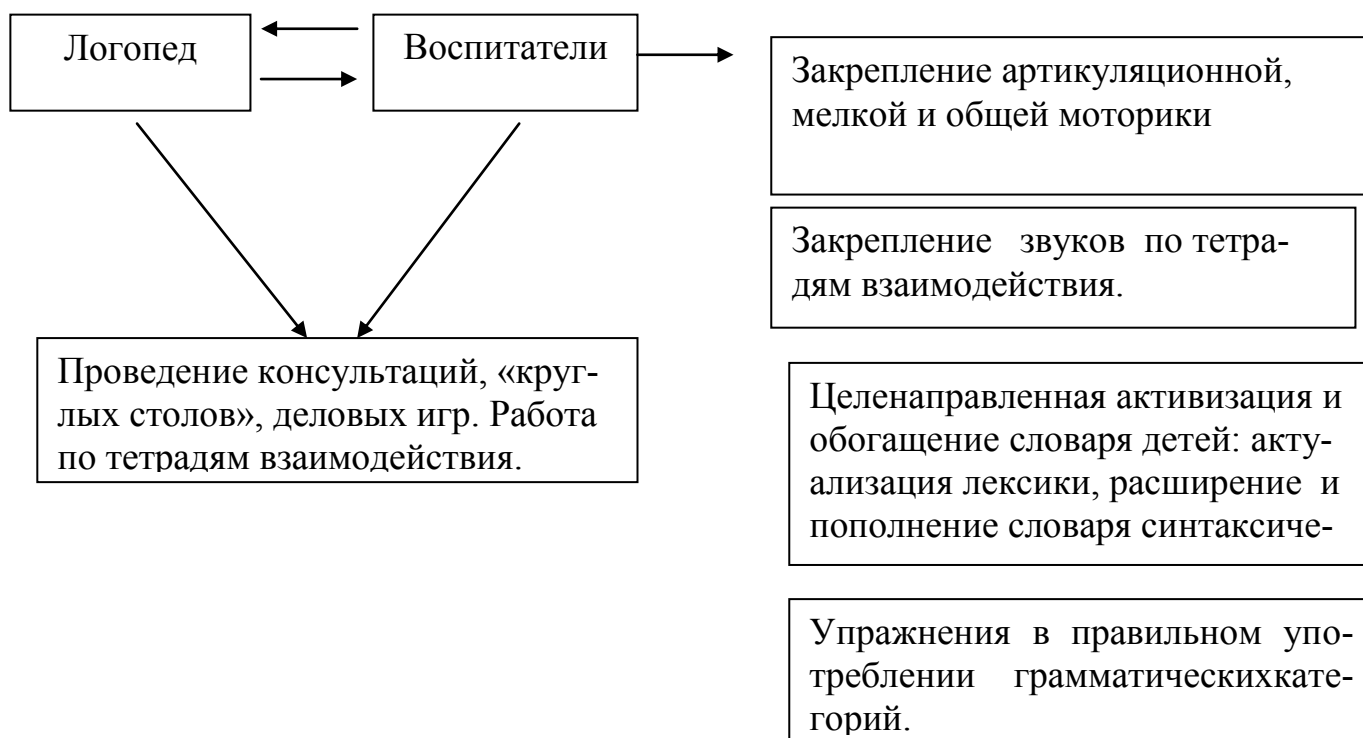 Логопед
Воспитатели
Закрепление артикуляционной,
мелкой и общей моторики
Закрепление звуков по тетра-
дям взаимодействия.
Проведение консультаций, «круг-
лых столов», деловых игр. Работа
по тетрадям взаимодействия.
Целенаправленная активизация и
обогащение словаря детей: акту-
ализация лексики, расширение и
пополнение словаря синтаксиче-
Упражнения в правильном упо-
треблении грамматическихкате-
горий.